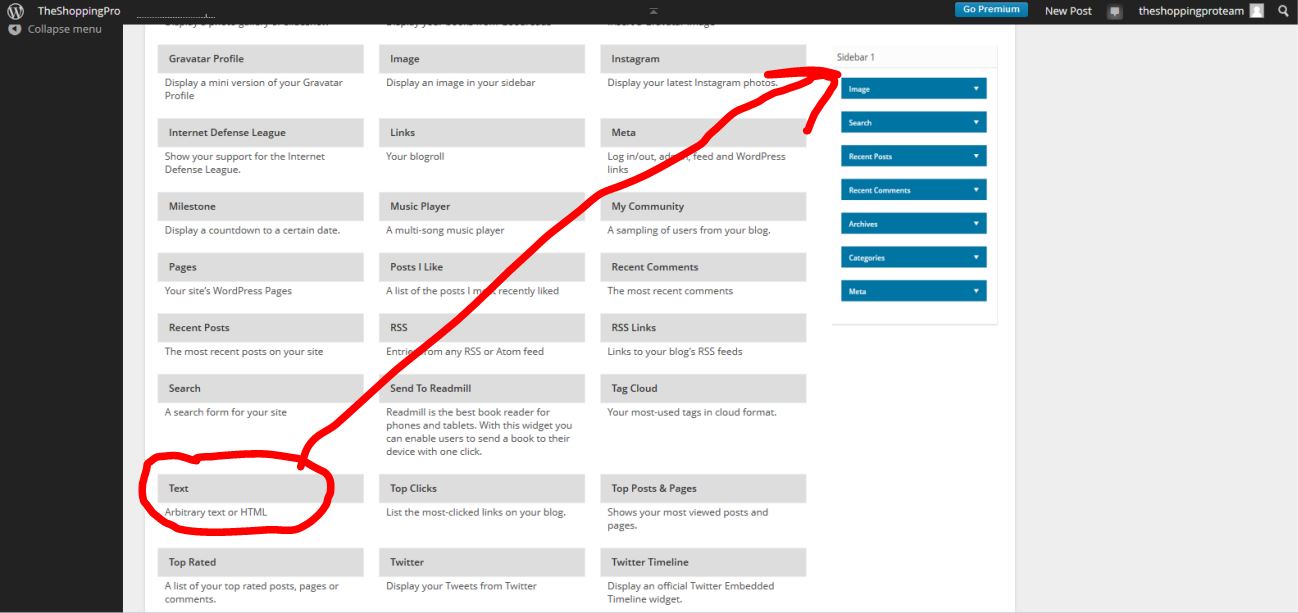 TheShoppingPro
Go Premium
New Post
theshoppingproteam
Collapse menu
Gravatar Profile
Display a mini version of your Gravatar
Profile
Image
Display an image in your sidebar
Instagram
Display your latest Instagram photos.
Internet Defense League
Show your support for the Internet
Defense League.
Links
Your blogroll
Meta
Log in/out, admin, feed and WordPress
links
Milestone
Display a countdown to a certain date.
Music Player
A multi-song music player
My Community
A sampling of users from your blog.
Pages
Your site's WordPress Pages
Posts I Like
A list of the posts I most recently liked
Recent Comments
The most recent comments
Recent Posts
The most recent posts on your site
RSS
Entries from any RSS or Atom feed
RSS Links
Links to your blog's RSS feeds
Search
A search form for your site
Send To Readmill
Readmill is the best book reader for
phones and tablets. With this widget you
can enable users to send a book to their
device with one click.
Tag Cloud
Your most-used tags in cloud format.
Text
Arbitrary text or HTML
Top Clicks
List the most-clicked links on your blog.
Top Posts & Pages
Shows your most viewed posts and
pages.
Top Rated
A list of your top rated posts, pages or
comments.
Twitter
Display your Tweets from Twitter
Twitter Timeline
Display an official Twitter Embedded
Timeline widget.
Sidebar 1
Image
Search
Recent Posts
Recent Comments
Archives
Categories
Meta